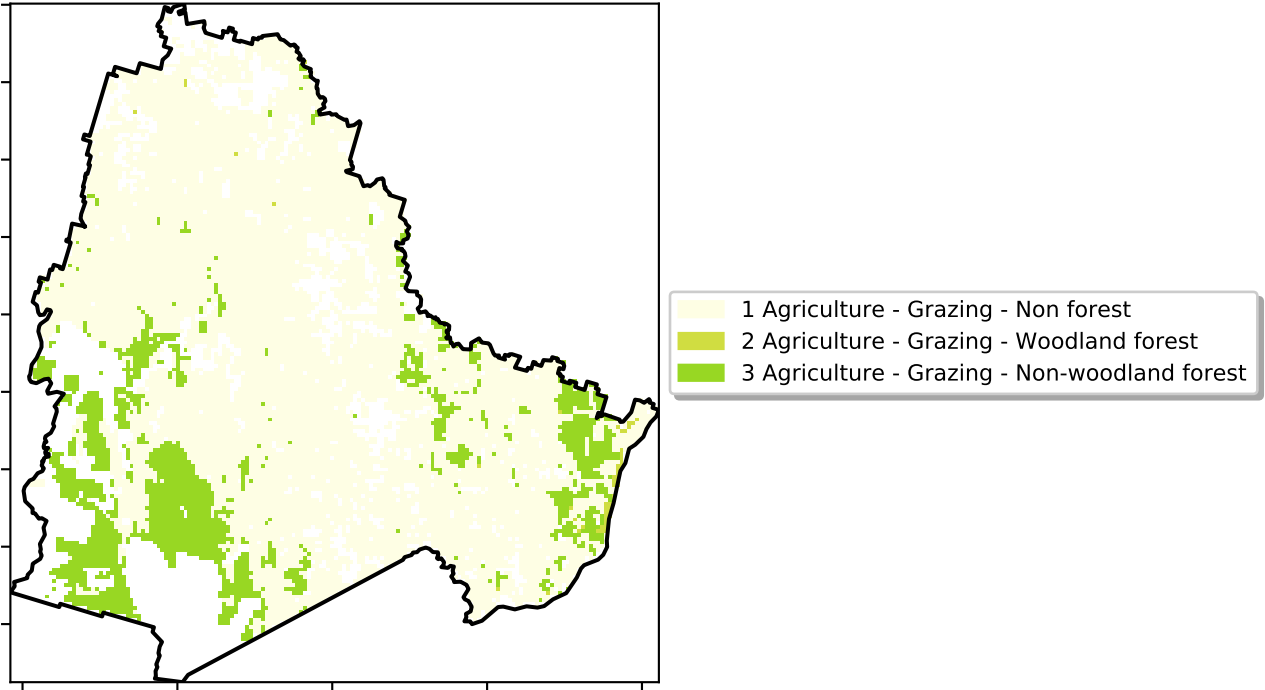 1 Agriculture - Grazing - Non forest
2 Agriculture - Grazing - Woodland forest
3 Agriculture - Grazing - Non-woodland forest